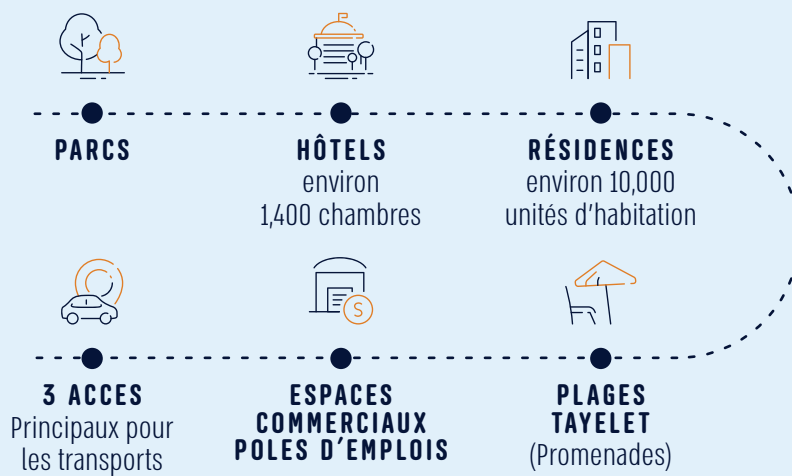 PARCS
HÔTELS
environ
1,400 chambres
RÉSIDENCES
environ 10,000
unités d'habitation
3 ACCES
Principaux pour
les transports
S
ESPACES
COMMERCIAUX
POLES D'EMPLOIS
PLAGES
TAYELET
(Promenades)